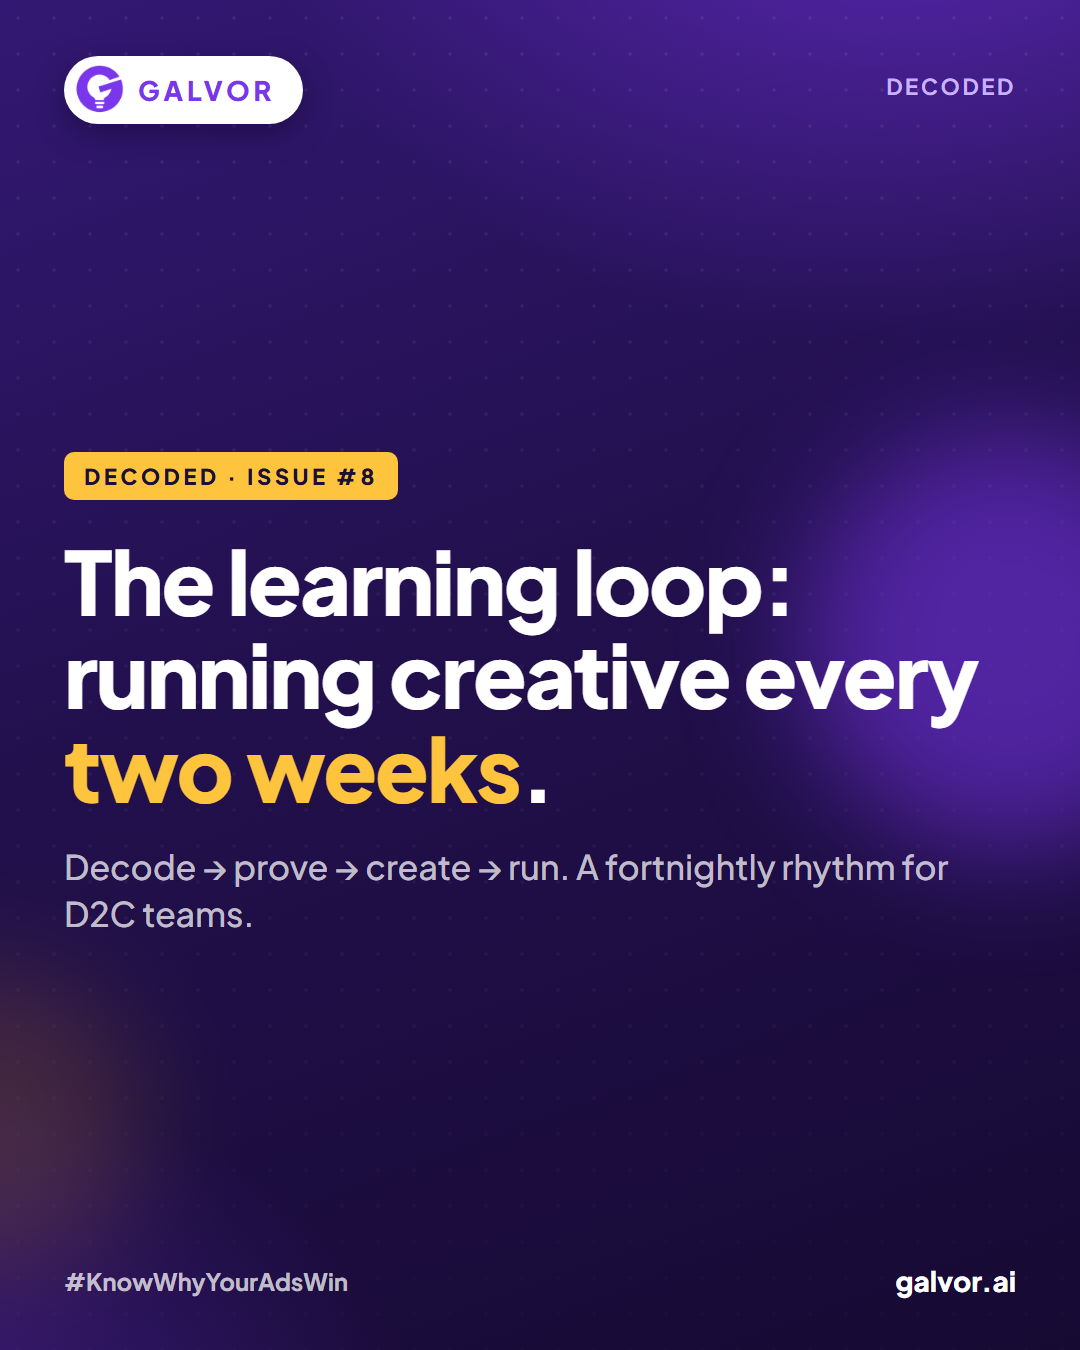 GALVOR
DECODED
DECODED · ISSUE #8
The learning loop:
running creative every
two weeks.
Decode → prove → create → run. A fortnightly rhythm for
D2C teams.
#KnowWhyYourAdsWin
galvor.ai